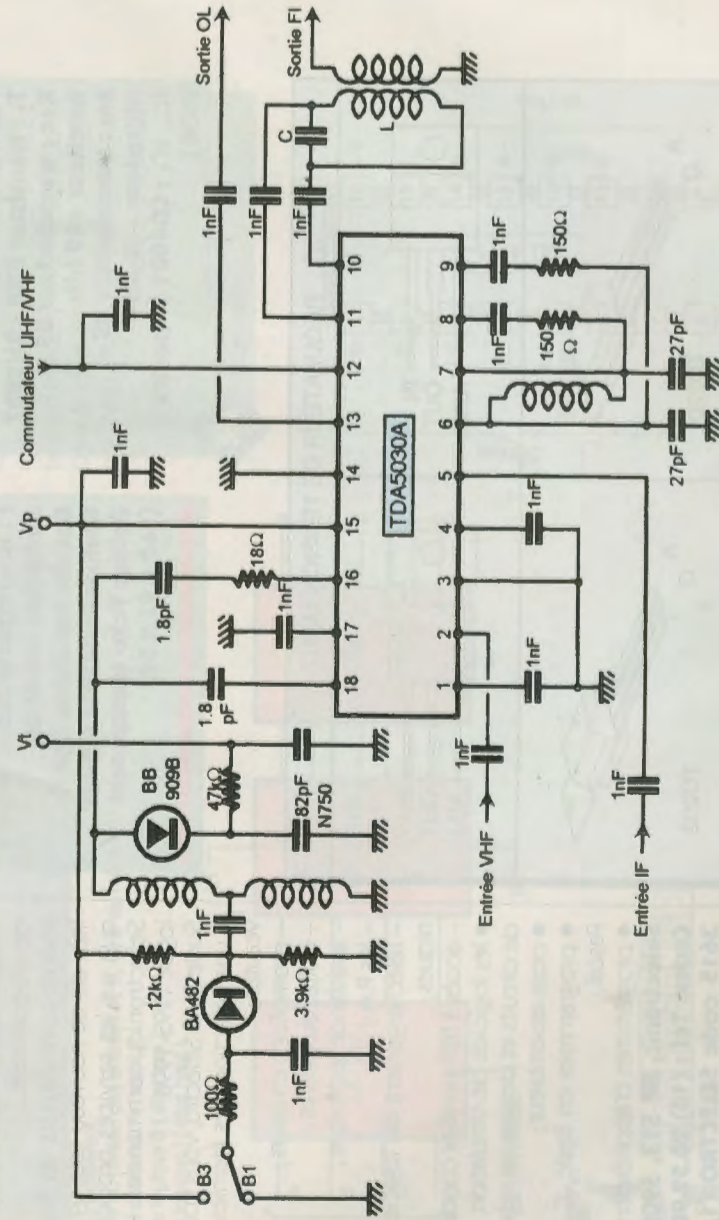 Sortie OL
Sortie FI
Commutateur UHF/VHF
Vp
Vt
1nF
1nF
C
L
1nF
1nF
1nF
1.8pF
18Ω
1nF
1.8
pF
BB
909B
47kΩ
82pF
N750
1nF
12kΩ
BA482
3.9kΩ
100Ω
1nF
B3
B1
18
17
16
15
14
13
12
11
10
TDA5030A
1
2
3
4
5
6
7
8
9
1nF
1nF
1nF
1nF
1nF
1nF
150
Ω
150Ω
27pF
27pF
Entrée VHF
Entrée IF